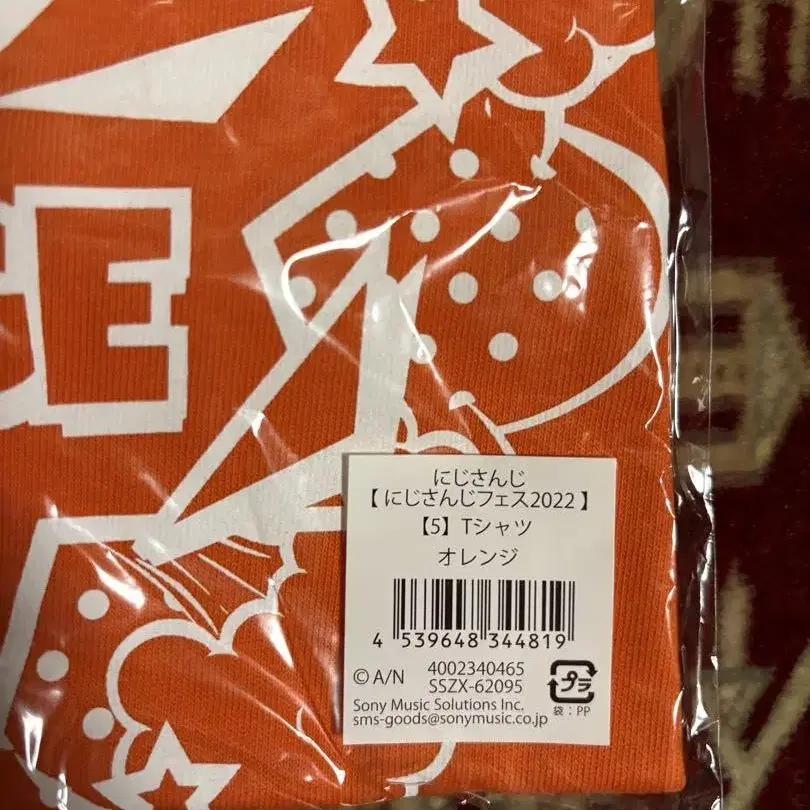 E
にじさんじ
【 にじさんじフェス2022 】
【5】Tシャツ
オレンジ
4 539648 344819
© A/N
4002340465
SSZX-62095
プラ
Sony Music Solutions Inc.
sms-goods@sonymusic.co.jp
袋：PP